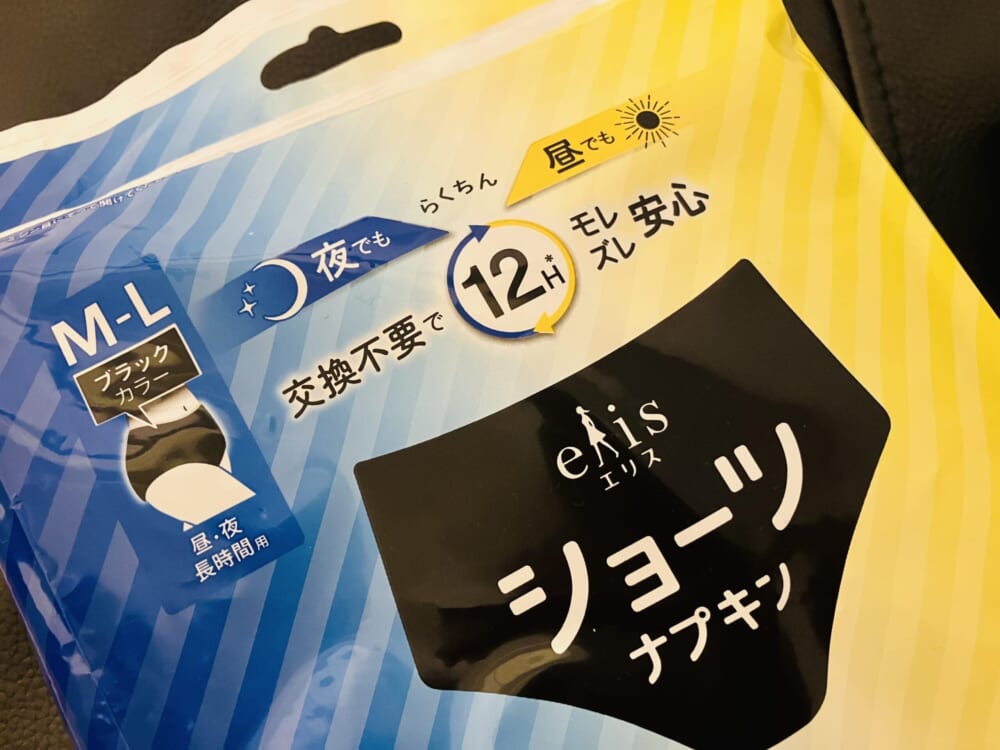 昼でも
らくちん
夜でも
12H*
モレ
ズレ
安心
交換不要で
M-L
ブラック
カラー
昼・夜
長時間用
elis
エリス
ショーツ
ナプキン